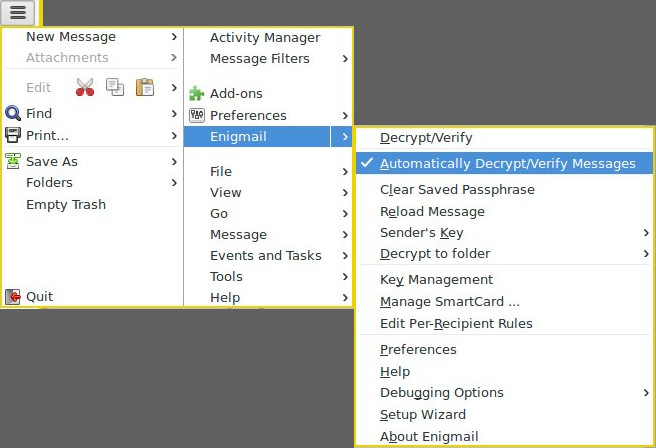 New Message
Attachments
Edit
Find
Print...
Save As
Folders
Empty Trash
Quit
Activity Manager
Message Filters
Add-ons
Preferences
Enigmail
File
View
Go
Message
Events and Tasks
Tools
Help
Decrypt/Verify
Automatically Decrypt/Verify Messages
Clear Saved Passphrase
Reload Message
Sender's Key
Decrypt to folder
Key Management
Manage SmartCard ...
Edit Per-Recipient Rules
Preferences
Help
Debugging Options
Setup Wizard
About Enigmail